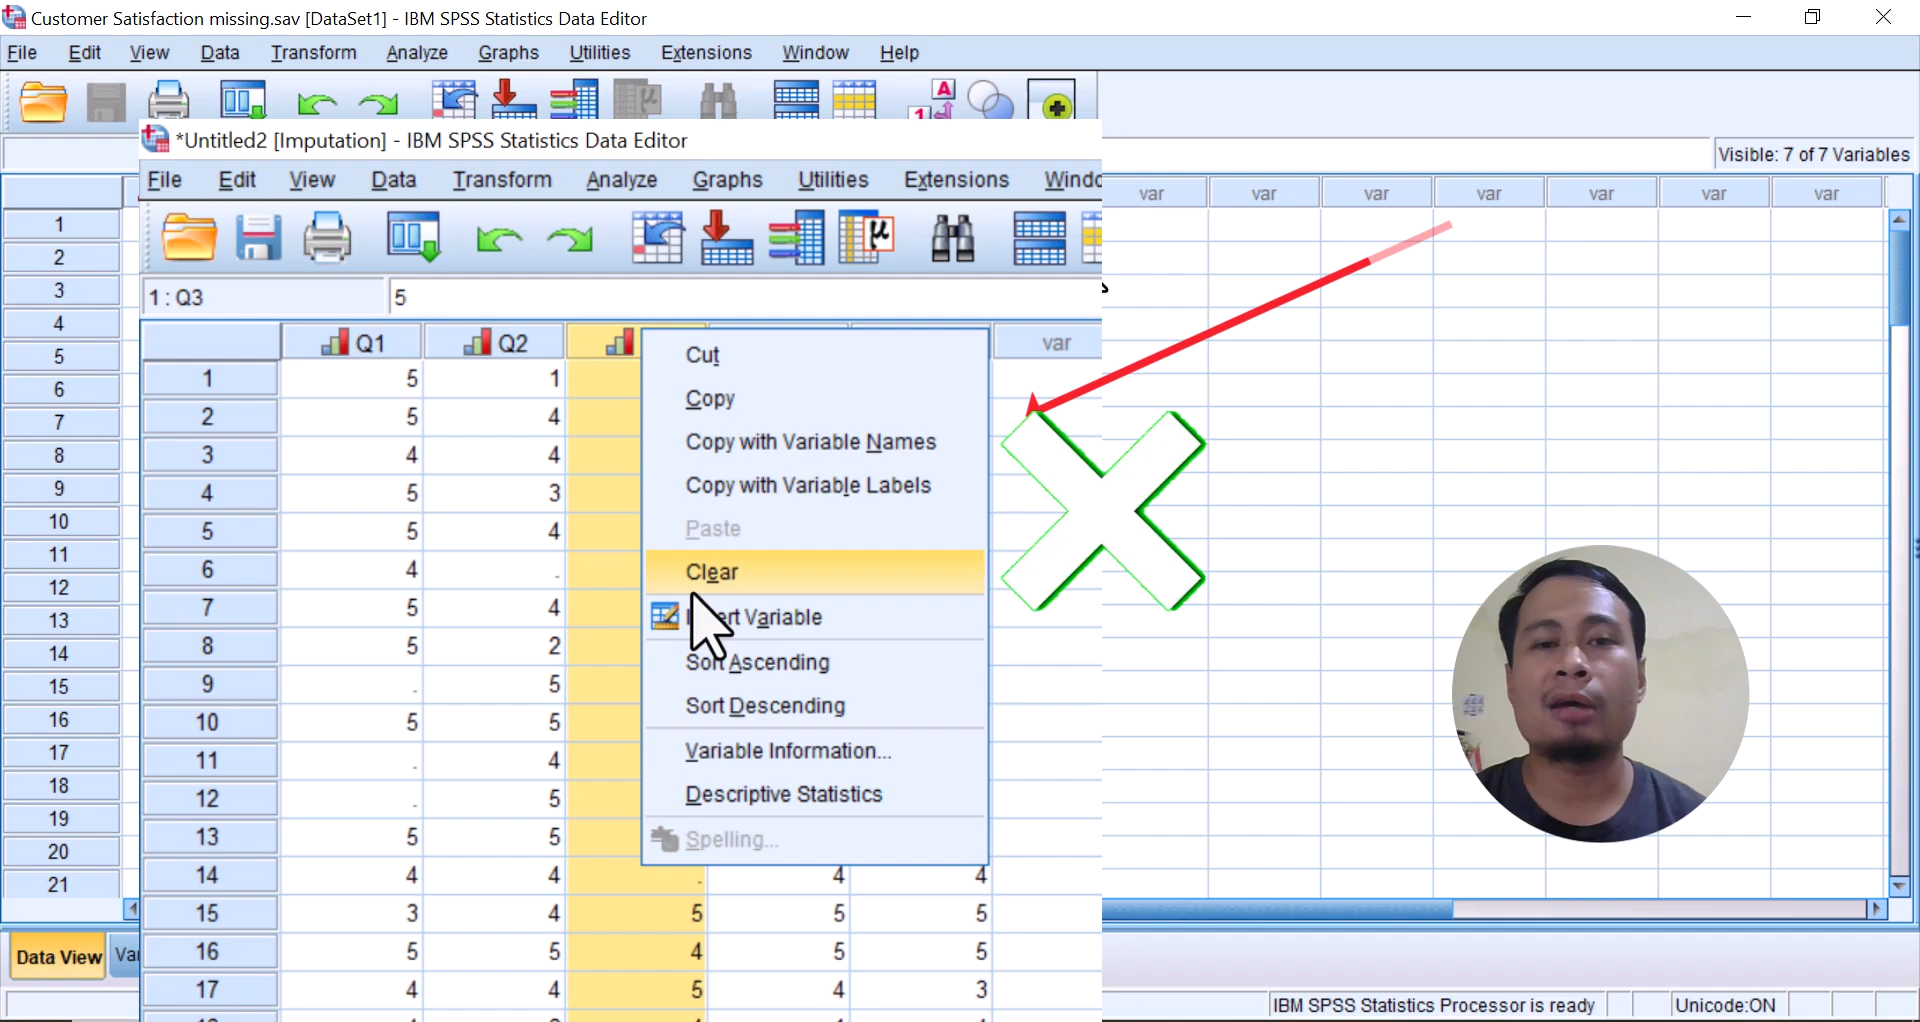 Customer Satisfaction missing.sav [DataSet1] - IBM SPSS Statistics Data Editor
File Edit View Data Transform Analyze Graphs Utilities Extensions Window Help
*Untitled2 [Imputation] - IBM SPSS Statistics Data Editor
Visible: 7 of 7 Variables
File Edit View Data Transform Analyze Graphs Utilities Extensions
var var var var var var var
1
2
3
4
5
6
7
8
9
10
11
12
13
14
15
16
17
18
19
20
21
1 : Q3 5
Q1 Q2 var
1 5 1
2 5 4
3 4 4
4 5 3
5 5 4
6 4 .
7 5 4
8 5 2
9 . 5
10 5 5
11 . 4
12 . 5
13 5 5
14 4 4 . 4 4
15 3 4 5 5 5
16 5 5 4 5 5
17 4 4 5 4 3
Cut
Copy
Copy with Variable Names
Copy with Variable Labels
Paste
Clear
Variable
Sort Ascending
Sort Descending
Variable Information...
Descriptive Statistics
Spelling...
Data View
IBM SPSS Statistics Processor is ready Unicode:ON